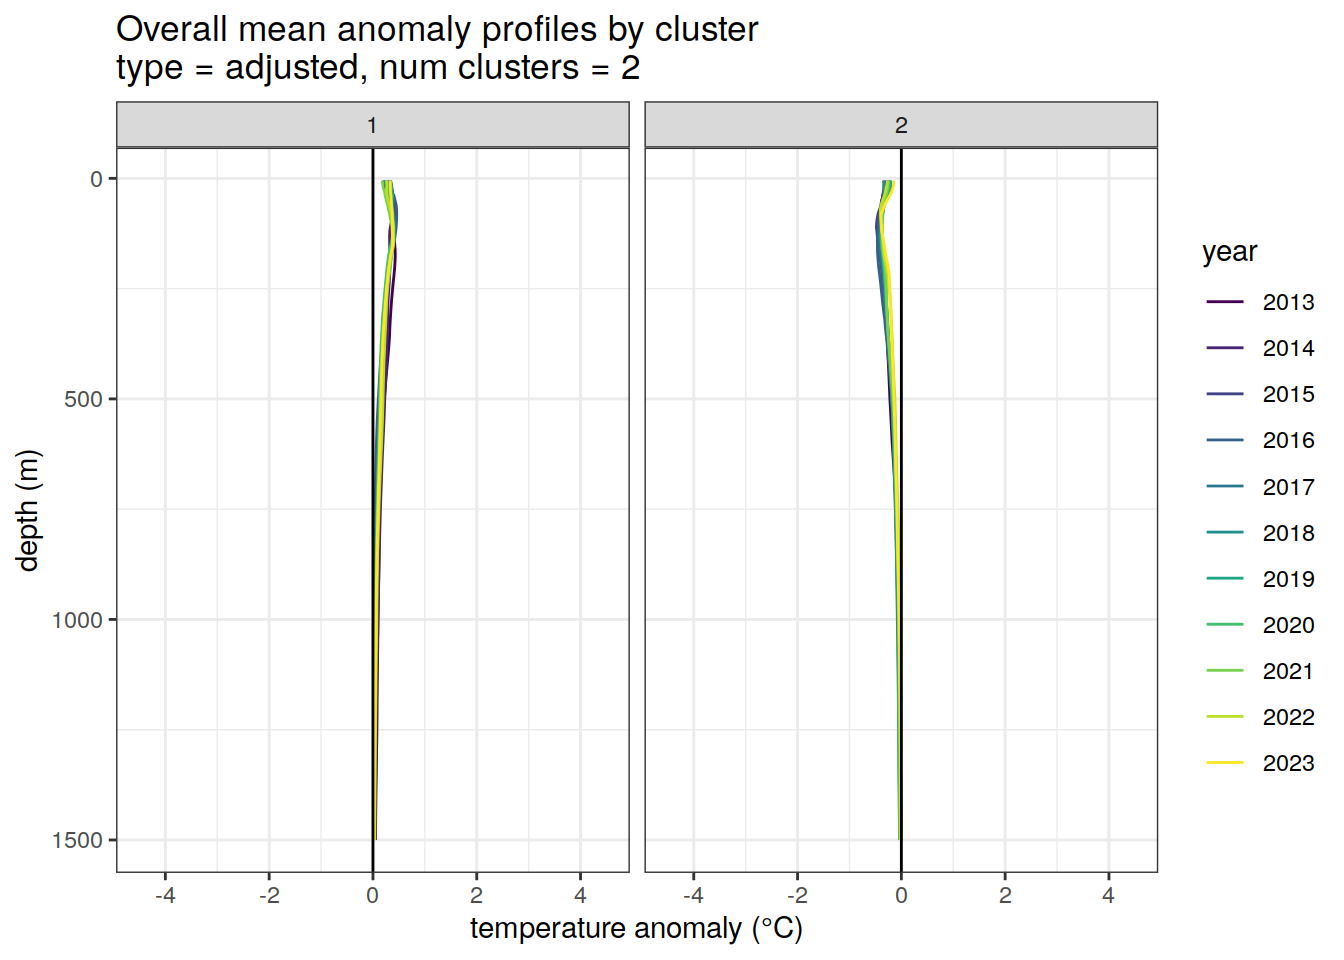 Overall mean anomaly profiles by cluster
type = adjusted, num clusters = 2
1
2
0
500
1000
1500
depth (m)
-4 -2 0 2 4
-4 -2 0 2 4
temperature anomaly (°C)
year
2013
2014
2015
2016
2017
2018
2019
2020
2021
2022
2023